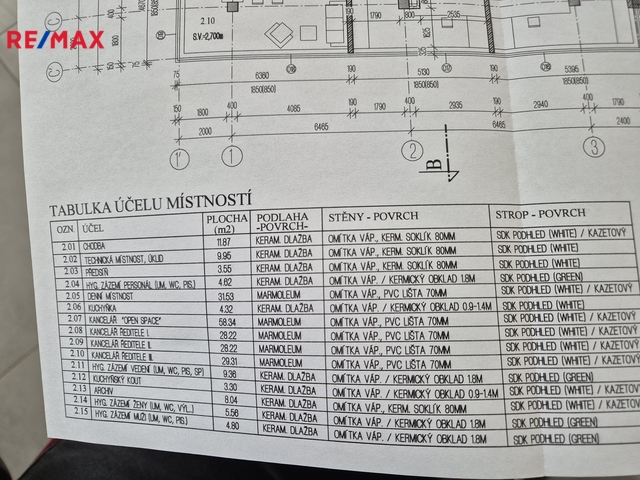 RE/MAX
2.10
S.V.=2,700m
1790
800
2535
825
75
6360
190
5130
190
5395
1850(850)
1850(850)
1850(850)
150
1800
400
4085
190
1790
400
2935
190
2940
400
2000
6465
6465
2400
1'
1
2
3
B
TABULKA ÚČELU MÍSTNOSTÍ
OZN. ÚČEL PLOCHA (m2) PODLAHA -POVRCH- STĚNY - POVRCH STROP - POVRCH
2.01 CHODBA 11.87 KERAM. DLAŽBA OMÍTKA VÁP., KERM. SOKLÍK 80MM SDK PODHLED (WHITE) / KAZETOVÝ
2.02 TECHNICKÁ MÍSTNOST, ÚKLID 9.95 KERAM. DLAŽBA OMÍTKA VÁP., KERM. SOKLÍK 80MM SDK PODHLED (WHITE)
2.03 PŘEDSÍŇ 3.55 KERAM. DLAŽBA OMÍTKA VÁP., KERM. SOKLÍK 80MM SDK PODHLED (WHITE)
2.04 HYG. ZÁZEMÍ PERSONÁL (UM, WC, PIS.) 4.62 KERAM. DLAŽBA OMÍTKA VÁP. / KERMICKÝ OBKLAD 1.8M SDK PODHLED (GREEN)
2.05 DENNÍ MÍSTNOST 31.53 MARMOLEUM OMÍTKA VÁP., PVC LIŠTA 70MM SDK PODHLED (WHITE) / KAZETOVÝ
2.06 KUCHYŇKA 4.32 KERAM. DLAŽBA OMÍTKA VÁP. / KERMICKÝ OBKLAD 0.9-1.4M SDK PODHLED (WHITE)
2.07 KANCELÁŘ "OPEN SPACE" 58.34 MARMOLEUM OMÍTKA VÁP., PVC LIŠTA 70MM SDK PODHLED (WHITE) / KAZETOVÝ
2.08 KANCELÁŘ ŘEDITELE I. 28.22 MARMOLEUM OMÍTKA VÁP., PVC LIŠTA 70MM SDK PODHLED (WHITE) / KAZETOVÝ
2.09 KANCELÁŘ ŘEDITELE II. 28.22 MARMOLEUM OMÍTKA VÁP., PVC LIŠTA 70MM SDK PODHLED (WHITE) / KAZETOVÝ
2.10 KANCELÁŘ ŘEDITELE III. 29.31 MARMOLEUM OMÍTKA VÁP., PVC LIŠTA 70MM SDK PODHLED (WHITE) / KAZETOVÝ
2.11 HYG. ZÁZEMÍ VEDENÍ (UM, WC, PIS, SP) 9.36 KERAM. DLAŽBA OMÍTKA VÁP. / KERMICKÝ OBKLAD 1.8M SDK PODHLED (GREEN)
2.12 KUCHYŇSKÝ KOUT 3.30 KERAM. DLAŽBA OMÍTKA VÁP. / KERMICKÝ OBKLAD 0.9-1.4M SDK PODHLED (WHITE) / KAZETOVÝ
2.13 ARCHIV 8.04 KERAM. DLAŽBA OMÍTKA VÁP., KERM. SOKLÍK 80MM SDK PODHLED (WHITE) / KAZETOVÝ
2.14 HYG. ZÁZEMÍ ŽENY (UM, WC, VÝL...) 5.56 KERAM. DLAŽBA OMÍTKA VÁP. / KERMICKÝ OBKLAD 1.8M SDK PODHLED (GREEN)
2.15 HYG. ZÁZEMÍ MUŽI (UM, WC, PIS.) 4.80 KERAM. DLAŽBA OMÍTKA VÁP. / KERMICKÝ OBKLAD 1.8M SDK PODHLED (GREEN)